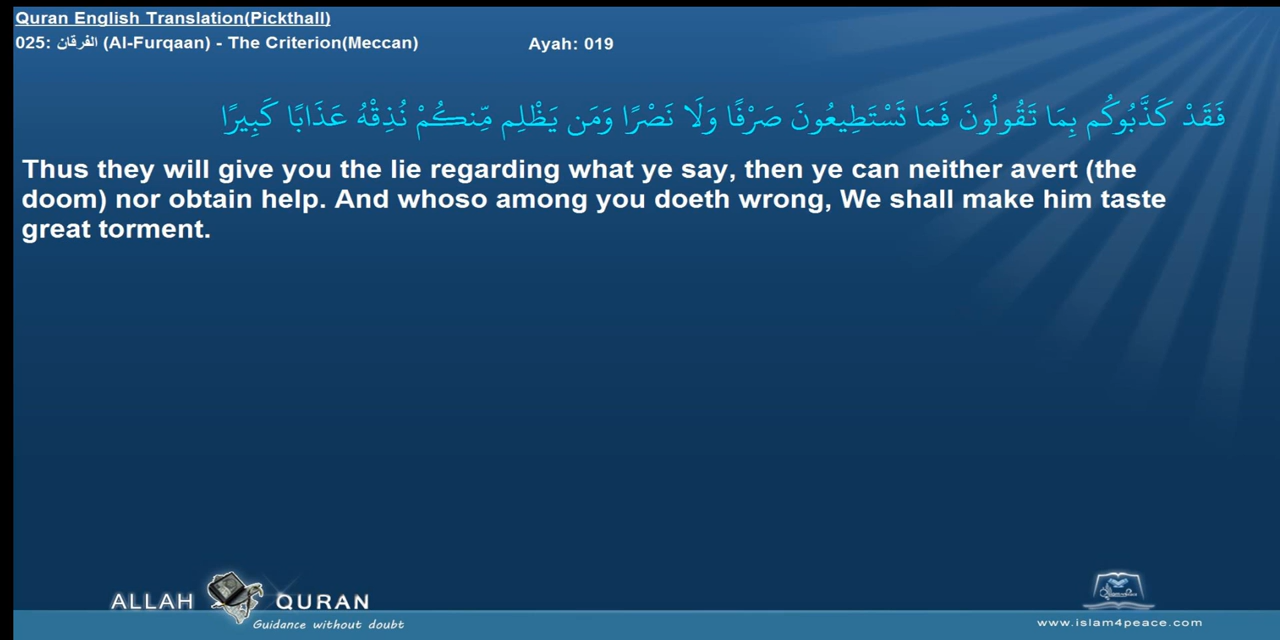 Quran English Translation(Pickthall)
025: الفرقان (Al-Furqaan) - The Criterion(Meccan) Ayah: 019
فَقَدْ كَذَّبُوكُم بِمَا تَقُولُونَ فَمَا تَسْتَطِيعُونَ صَرْفًا وَلَا نَصْرًا وَمَن يَظْلِم مِّنكُمْ نُذِقْهُ عَذَابًا كَبِيرًا
Thus they will give you the lie regarding what ye say, then ye can neither avert (the
doom) nor obtain help. And whoso among you doeth wrong, We shall make him taste
great torment.
ALLAH QURAN
Guidance without doubt
www.islam4peace.com